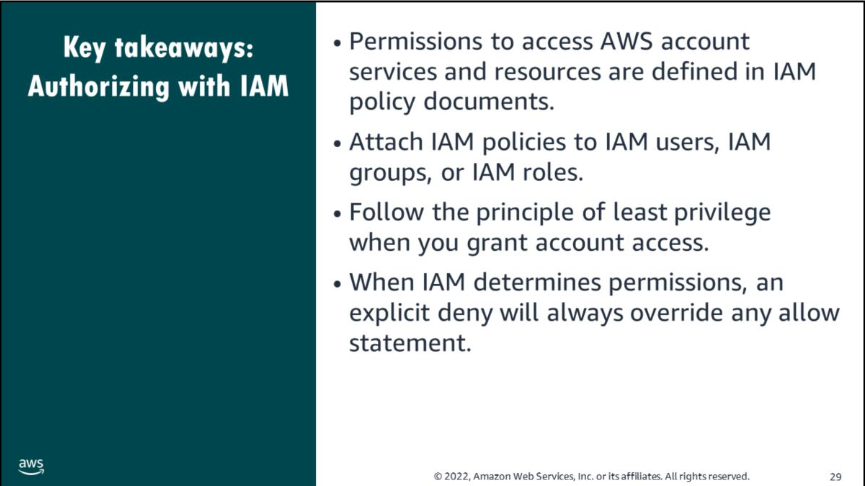 Key takeaways:
Authorizing with IAM
• Permissions to access AWS account
services and resources are defined in IAM
policy documents.
• Attach IAM policies to IAM users, IAM
groups, or IAM roles.
• Follow the principle of least privilege
when you grant account access.
• When IAM determines permissions, an
explicit deny will always override any allow
statement.
aws
© 2022, Amazon Web Services, Inc. or its affiliates. All rights reserved.
29